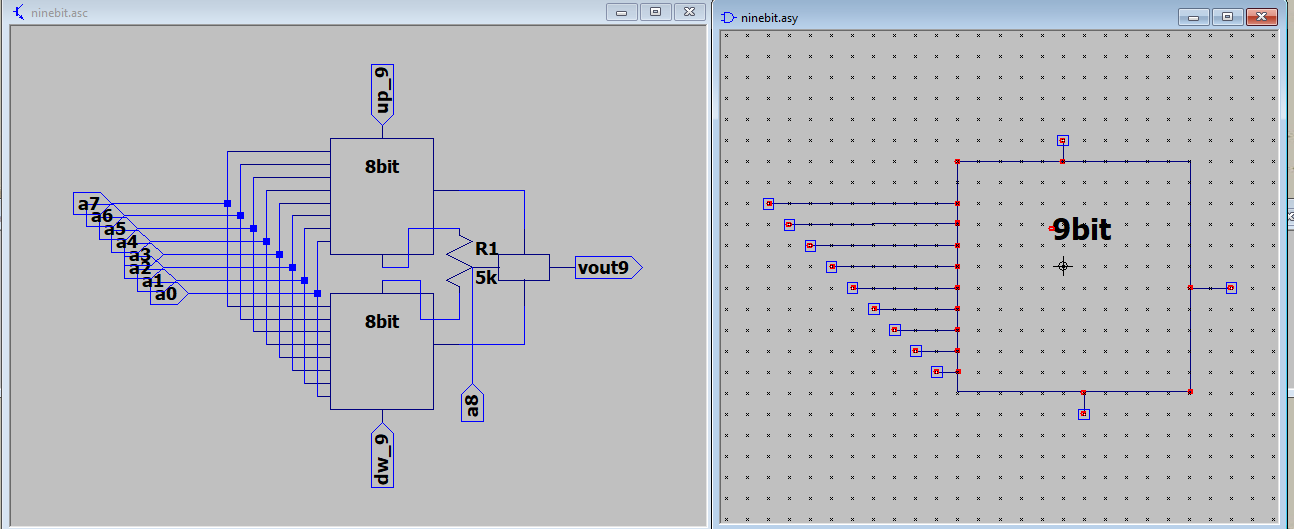 ninebit.asc
ninebit.asy
up_9
8bit
a7
a6
a5
a4
a3
a2
a1
a0
R1
5k
vout9
8bit
a8
dw_9
9bit